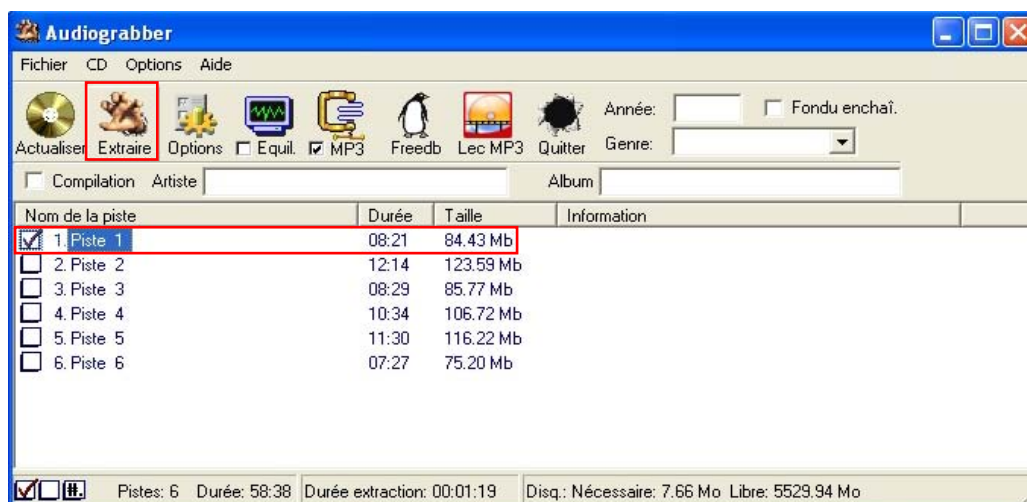 Audiograbber
Fichier CD Options Aide
Année: Fondu enchaî.
Actualiser Extraire Options Equil. MP3 Freedb Lec MP3 Quitter Genre:
Compilation Artiste Album
Nom de la piste Durée Taille Information
1. Piste 1 08:21 84.43 Mb
2. Piste 2 12:14 123.59 Mb
3. Piste 3 08:29 85.77 Mb
4. Piste 4 10:34 106.72 Mb
5. Piste 5 11:30 116.22 Mb
6. Piste 6 07:27 75.20 Mb
#. Pistes: 6 Durée: 58:38 Durée extraction: 00:01:19 Disq.: Nécessaire: 7.66 Mo Libre: 5529.94 Mo